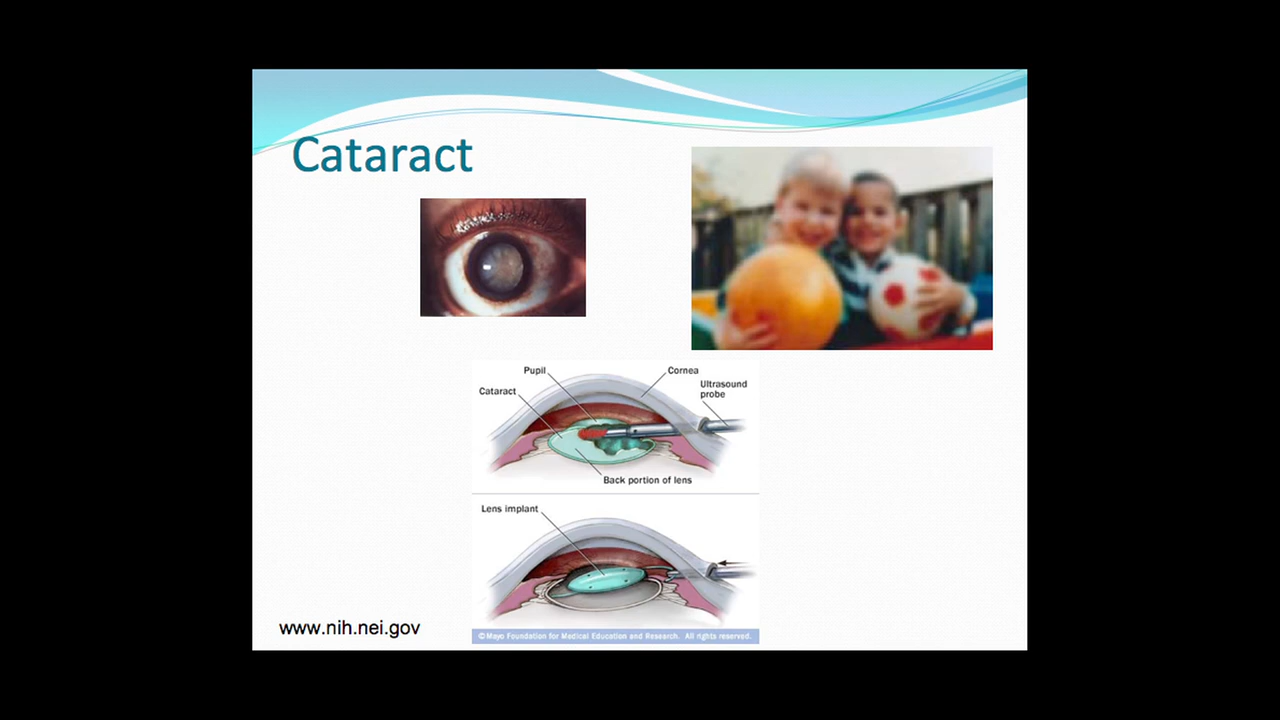 Cataract
Pupil
Cornea
Cataract
Ultrasound
probe
Back portion of lens
Lens implant
www.nih.nei.gov
©Mayo Foundation for Medical Education and Research. All rights reserved.